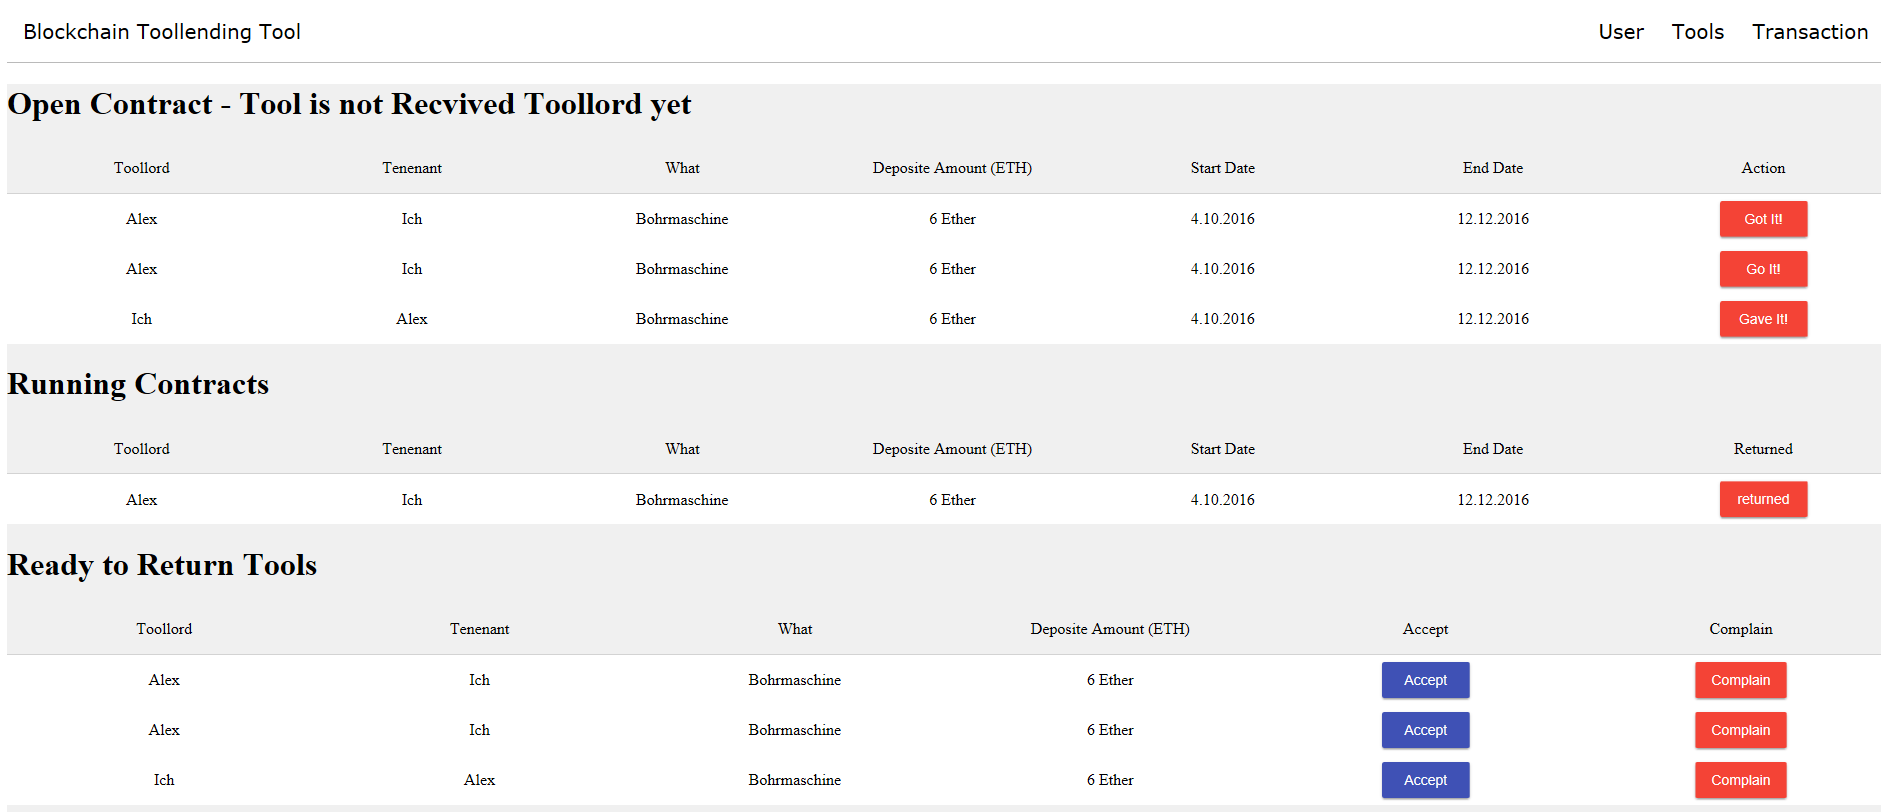 Blockchain Toollending Tool User Tools Transaction
Open Contract - Tool is not Recvived Toollord yet
Toollord Tenenant What Deposite Amount (ETH) Start Date End Date Action
Alex Ich Bohrmaschine 6 Ether 4.10.2016 12.12.2016 Got It!
Alex Ich Bohrmaschine 6 Ether 4.10.2016 12.12.2016 Go It!
Ich Alex Bohrmaschine 6 Ether 4.10.2016 12.12.2016 Gave It!
Running Contracts
Toollord Tenenant What Deposite Amount (ETH) Start Date End Date Returned
Alex Ich Bohrmaschine 6 Ether 4.10.2016 12.12.2016 returned
Ready to Return Tools
Toollord Tenenant What Deposite Amount (ETH) Accept Complain
Alex Ich Bohrmaschine 6 Ether Accept Complain
Alex Ich Bohrmaschine 6 Ether Accept Complain
Ich Alex Bohrmaschine 6 Ether Accept Complain